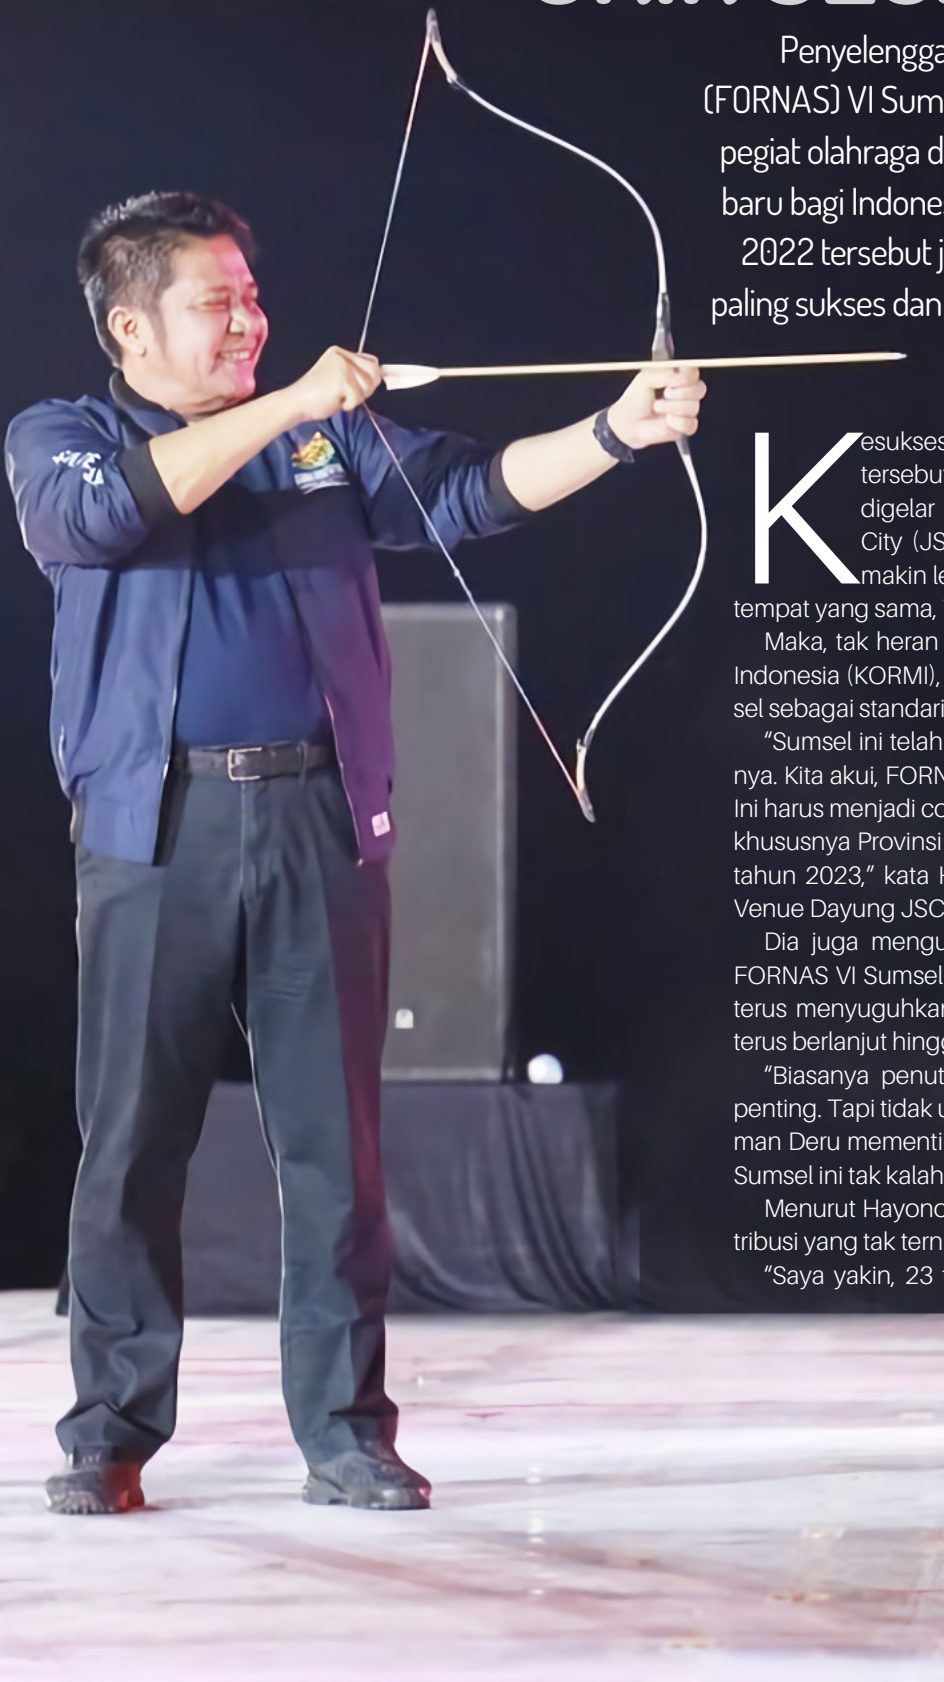 Penyelengga
(FORNAS) VI Sum
pegiat olahraga d
baru bagi Indone
2022 tersebut j
paling sukses dan
Kesukses
tersebut
digelar
City (JS
makin le
tempat yang sama,
Maka, tak heran
Indonesia (KORMI),
sel sebagai standari
“Sumsel ini telah
nya. Kita akui, FORN
Ini harus menjadi co
khususnya Provinsi
tahun 2023,” kata H
Venue Dayung JSC
Dia juga mengu
FORNAS VI Sumsel
terus menyuguhkan
terus berlanjut hingg
“Biasanya penut
penting. Tapi tidak u
man Deru mementi
Sumsel ini tak kalah
Menurut Hayono
tribusi yang tak tern
“Saya yakin, 23 t